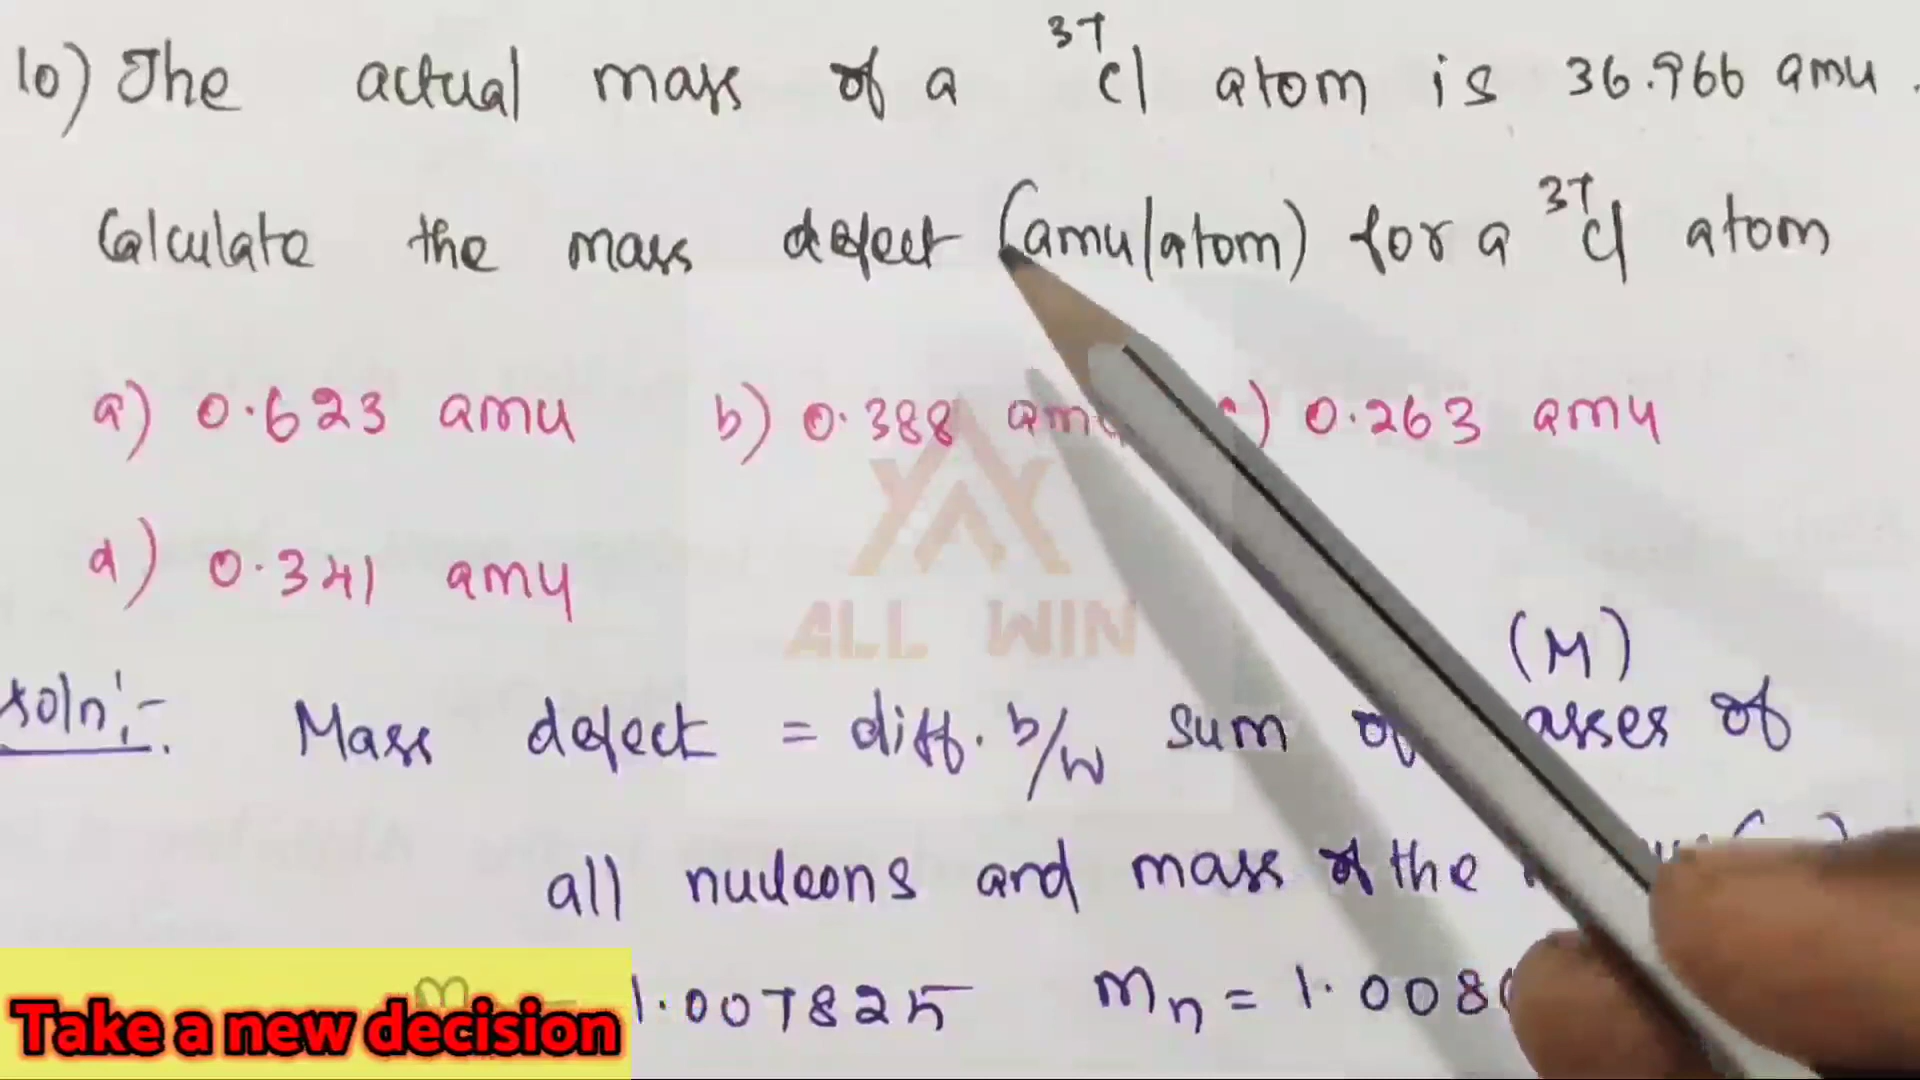 10) The actual mass of a 37Cl atom is 36.966 amu.
Calculate the mass defect (amu/atom) for a 37Cl atom
a) 0.623 amu b) 0.388 c) 0.263 amu
d) 0.341 amu
ALL WIN
(M)
soln:- Mass defect = diff. b/w sum of masses of
all nucleons and mass of the
1.007825 mn = 1.008
Take a new decision